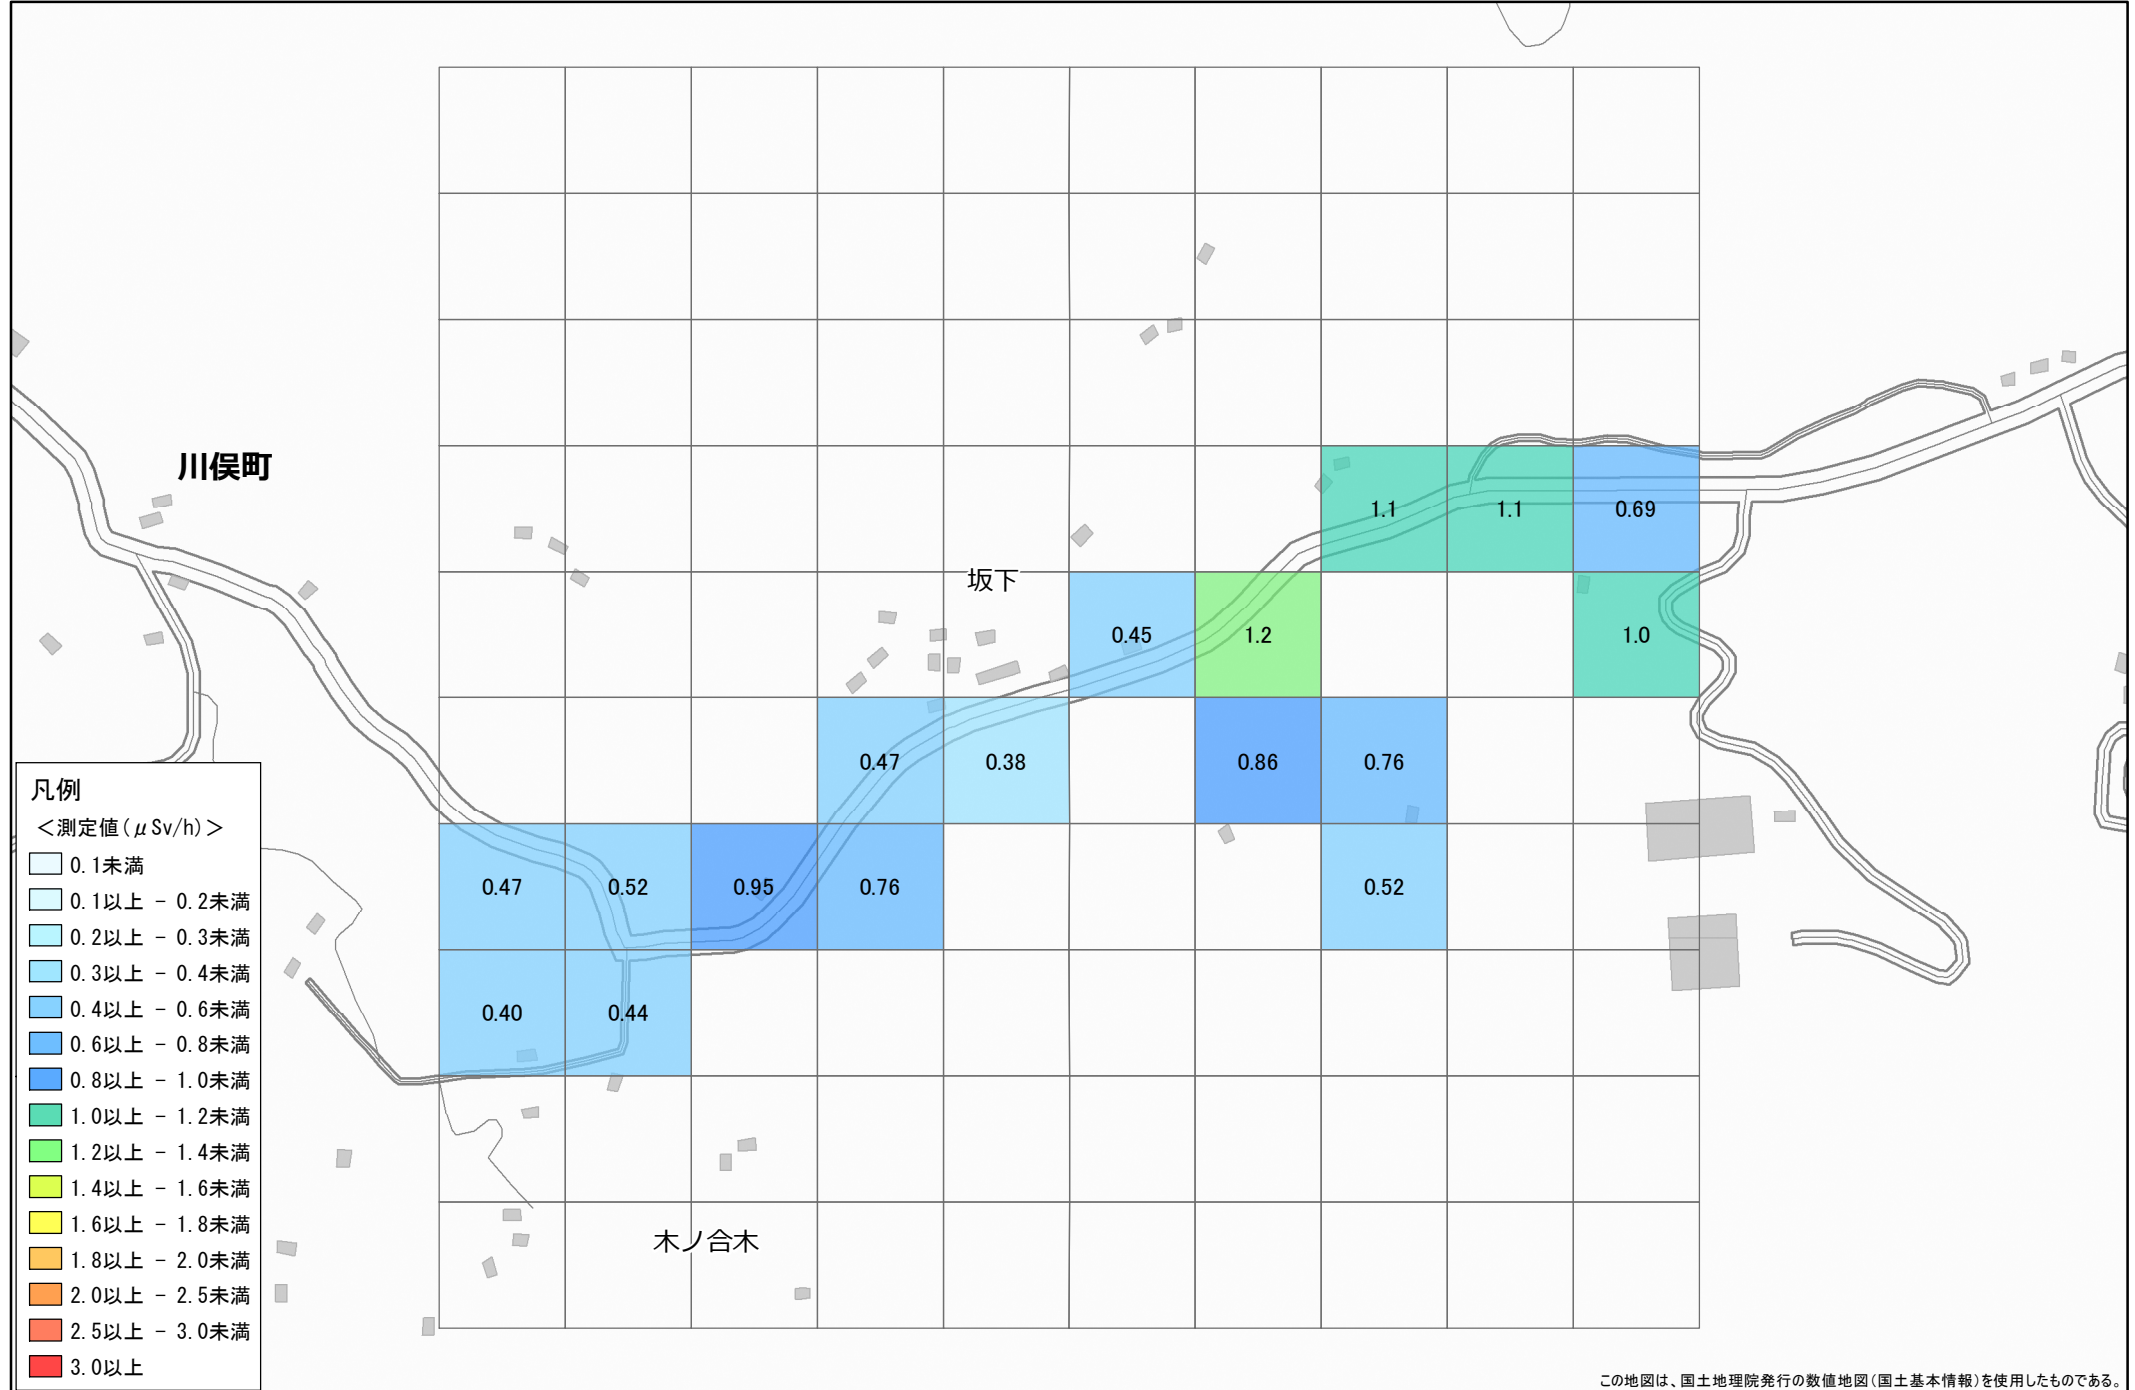 川俣町
1.1
1.1
0.69
坂下
0.45
1.2
1.0
0.47
0.38
0.86
0.76
0.47
0.52
0.95
0.76
0.52
0.40
0.44
木ノ合木
凡例
＜測定値(μSv/h)＞
0.1未満
0.1以上 - 0.2未満
0.2以上 - 0.3未満
0.3以上 - 0.4未満
0.4以上 - 0.6未満
0.6以上 - 0.8未満
0.8以上 - 1.0未満
1.0以上 - 1.2未満
1.2以上 - 1.4未満
1.4以上 - 1.6未満
1.6以上 - 1.8未満
1.8以上 - 2.0未満
2.0以上 - 2.5未満
2.5以上 - 3.0未満
3.0以上
この地図は、国土地理院発行の数値地図(国土基本情報)を使用したものである。